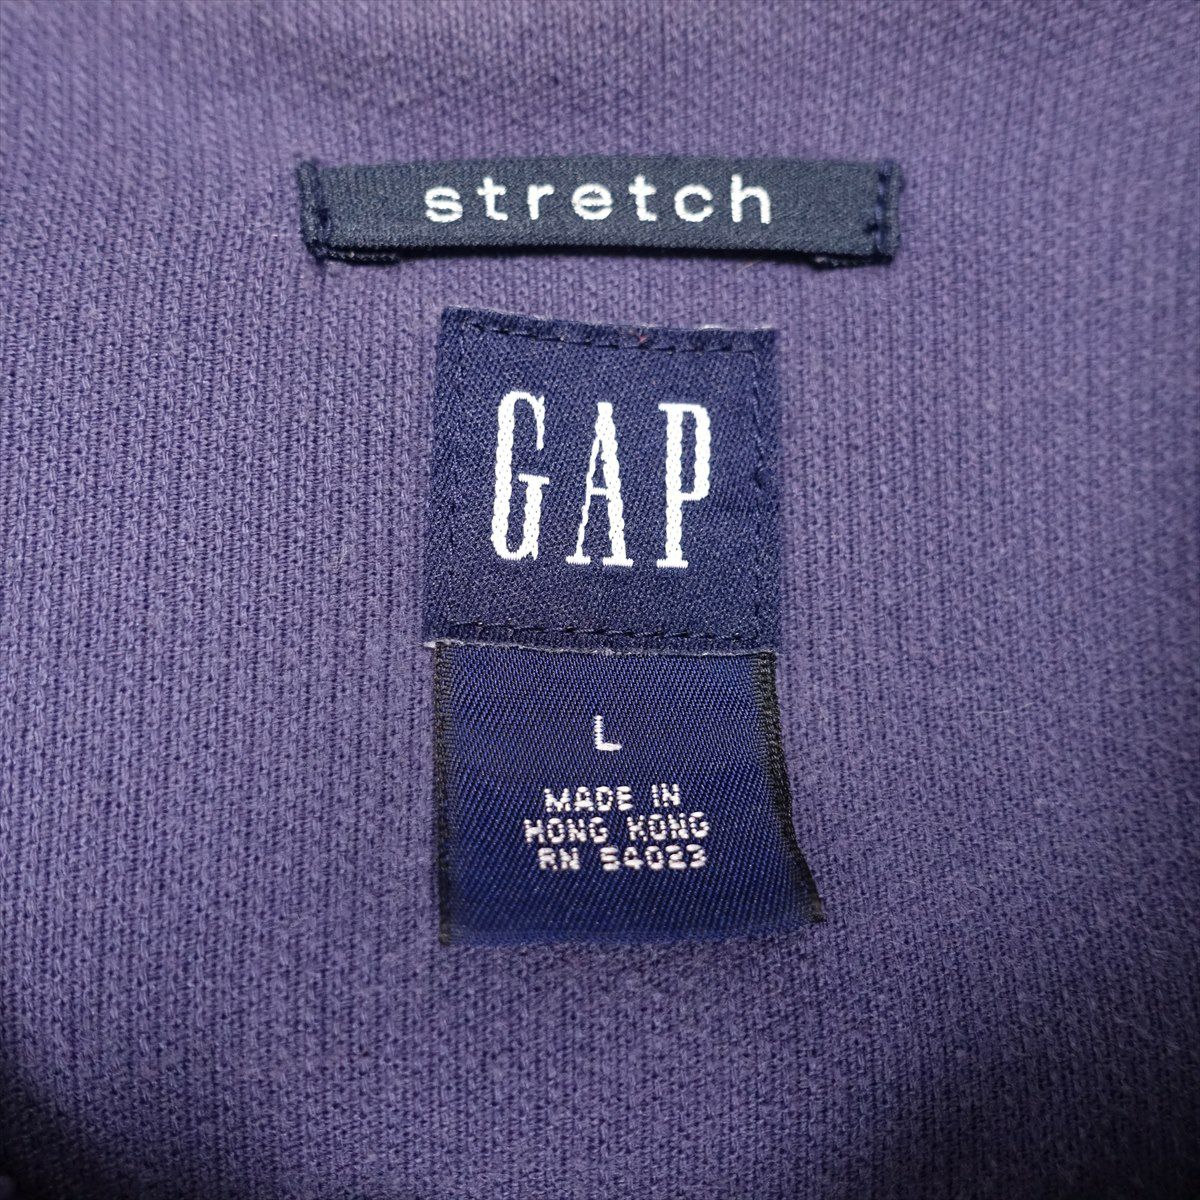 stretch
GAP
L
MADE IN
HONG KONG
RN 54023